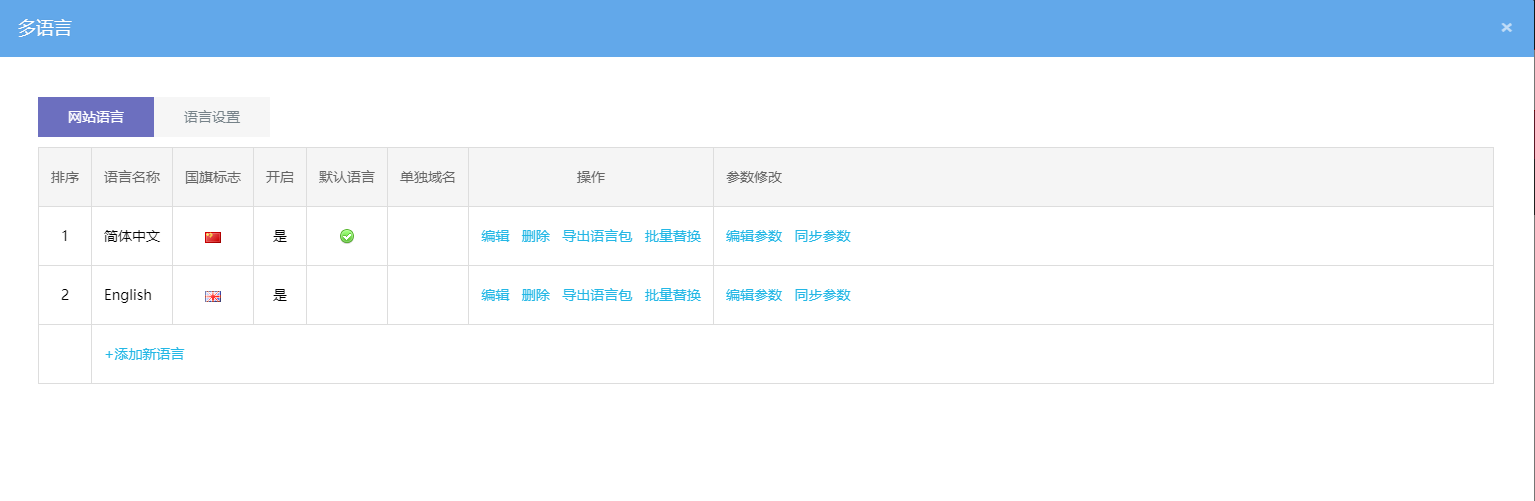 多语言 ×
网站语言 语言设置
排序 语言名称 国旗标志 开启 默认语言 单独域名 操作 参数修改
1 简体中文 是 编辑 删除 导出语言包 批量替换 编辑参数 同步参数
2 English 是 编辑 删除 导出语言包 批量替换 编辑参数 同步参数
+添加新语言